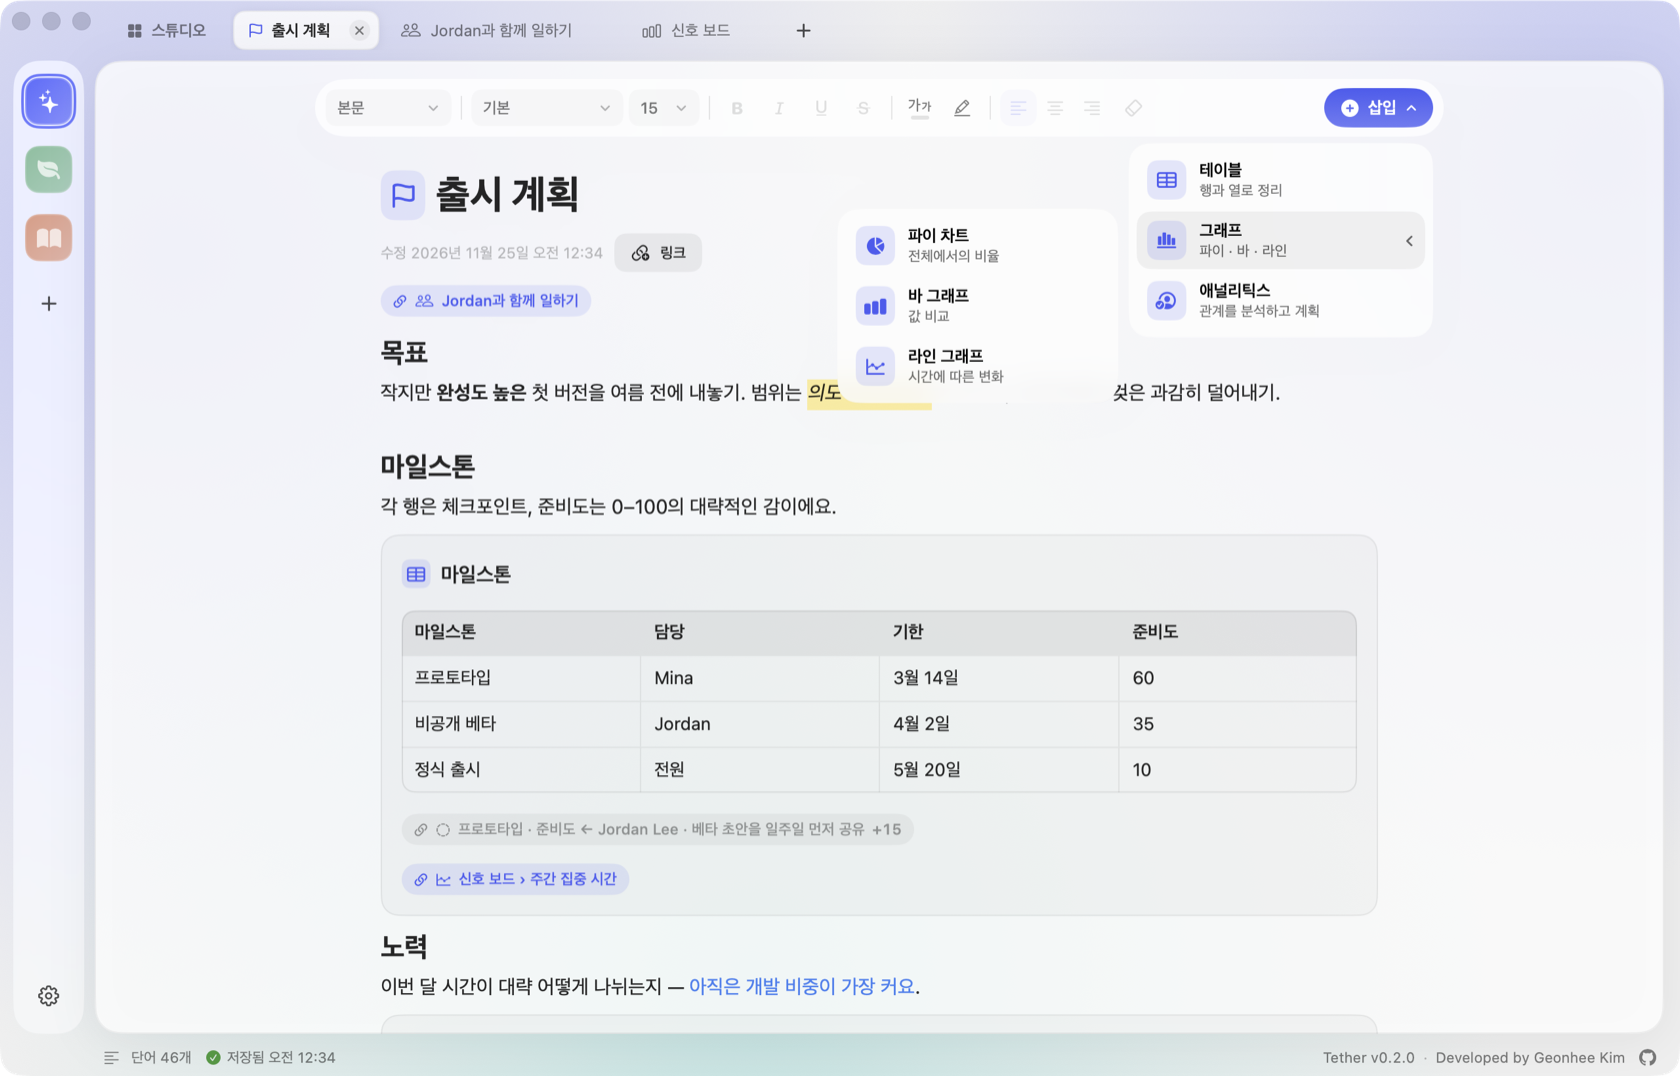 스튜디오
출시 계획
Jordan과 함께 일하기
신호 보드
본문
기본
15
B I U S
가가
삽입
테이블
행과 열로 정리
그래프
파이 · 바 · 라인
애널리틱스
관계를 분석하고 계획
파이 차트
전체에서의 비율
바 그래프
값 비교
라인 그래프
시간에 따른 변화
출시 계획
수정 2026년 11월 25일 오전 12:34
링크
Jordan과 함께 일하기
목표
작지만 완성도 높은 첫 버전을 여름 전에 내놓기. 범위는 의도 것은 과감히 덜어내기.
마일스톤
각 행은 체크포인트, 준비도는 0–100의 대략적인 감이에요.
마일스톤
마일스톤 담당 기한 준비도
프로토타입 Mina 3월 14일 60
비공개 베타 Jordan 4월 2일 35
정식 출시 전원 5월 20일 10
프로토타입 · 준비도 ← Jordan Lee · 베타 초안을 일주일 먼저 공유 +15
신호 보드 › 주간 집중 시간
노력
이번 달 시간이 대략 어떻게 나뉘는지 — 아직은 개발 비중이 가장 커요.
단어 46개
저장됨 오전 12:34
Tether v0.2.0 · Developed by Geonhee Kim